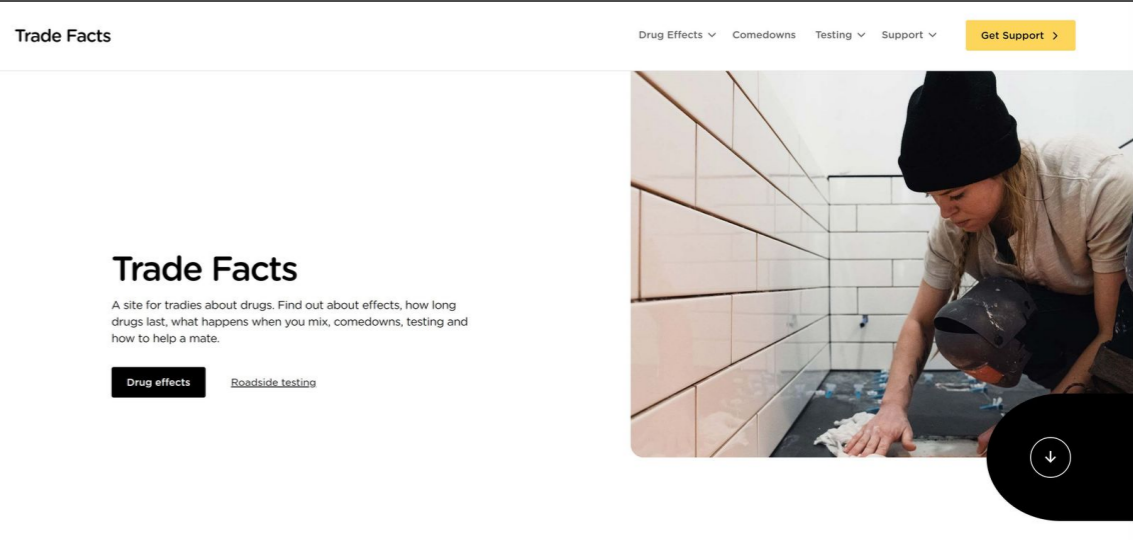 Trade Facts
Drug Effects
Comedowns
Testing
Support
Get Support
Trade Facts
A site for tradies about drugs. Find out about effects, how long
drugs last, what happens when you mix, comedowns, testing and
how to help a mate.
Drug effects
Roadside testing